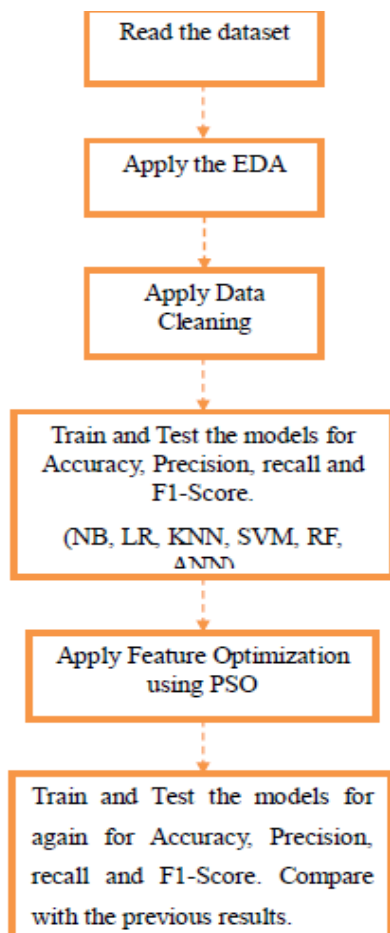 Read the dataset
Apply the EDA
Apply Data
Cleaning
Train and Test the models for
Accuracy, Precision, recall and
F1-Score.
(NB, LR, KNN, SVM, RF,
ANN)
Apply Feature Optimization
using PSO
Train and Test the models for
again for Accuracy, Precision,
recall and F1-Score. Compare
with the previous results.